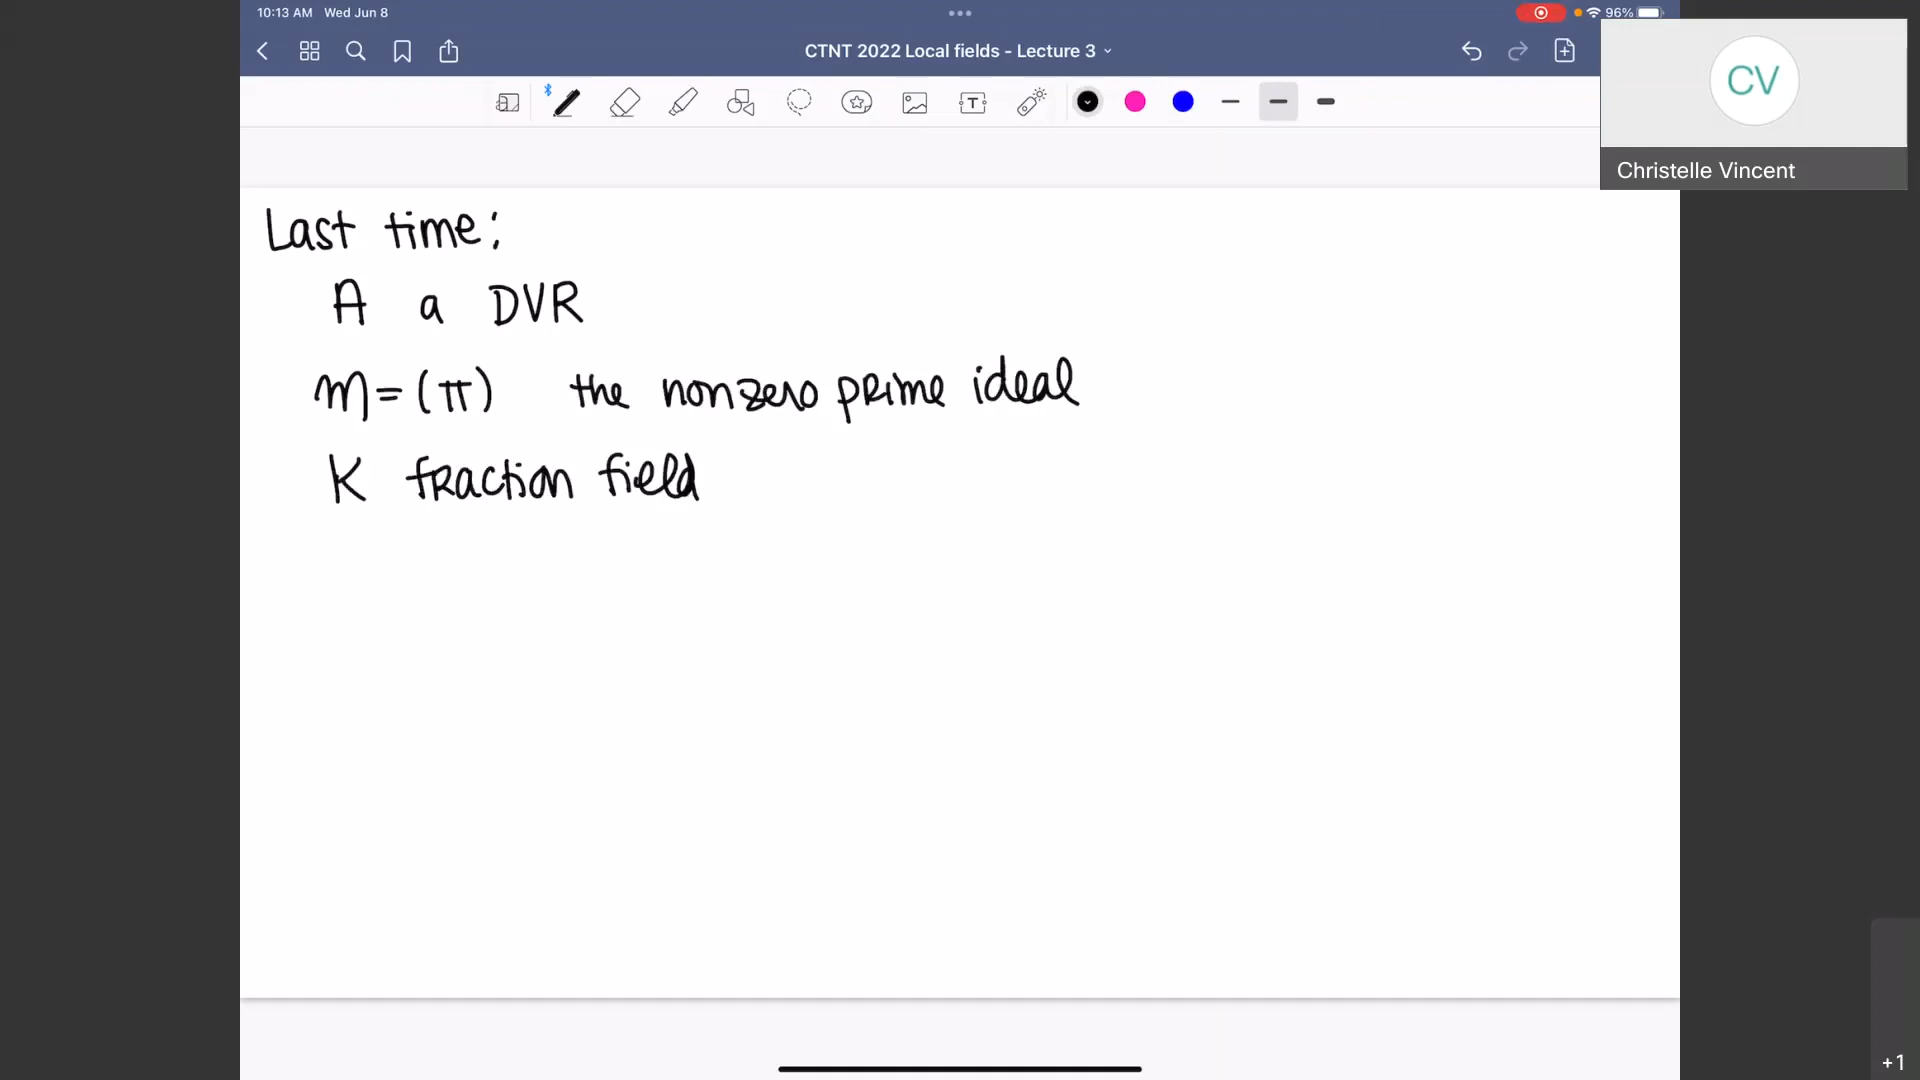 10:13 AM Wed Jun 8
96%
CTNT 2022 Local fields - Lecture 3
T
CV
Christelle Vincent
Last time:
A a DVR
m = (π) the nonzero prime ideal
K fraction field
+1